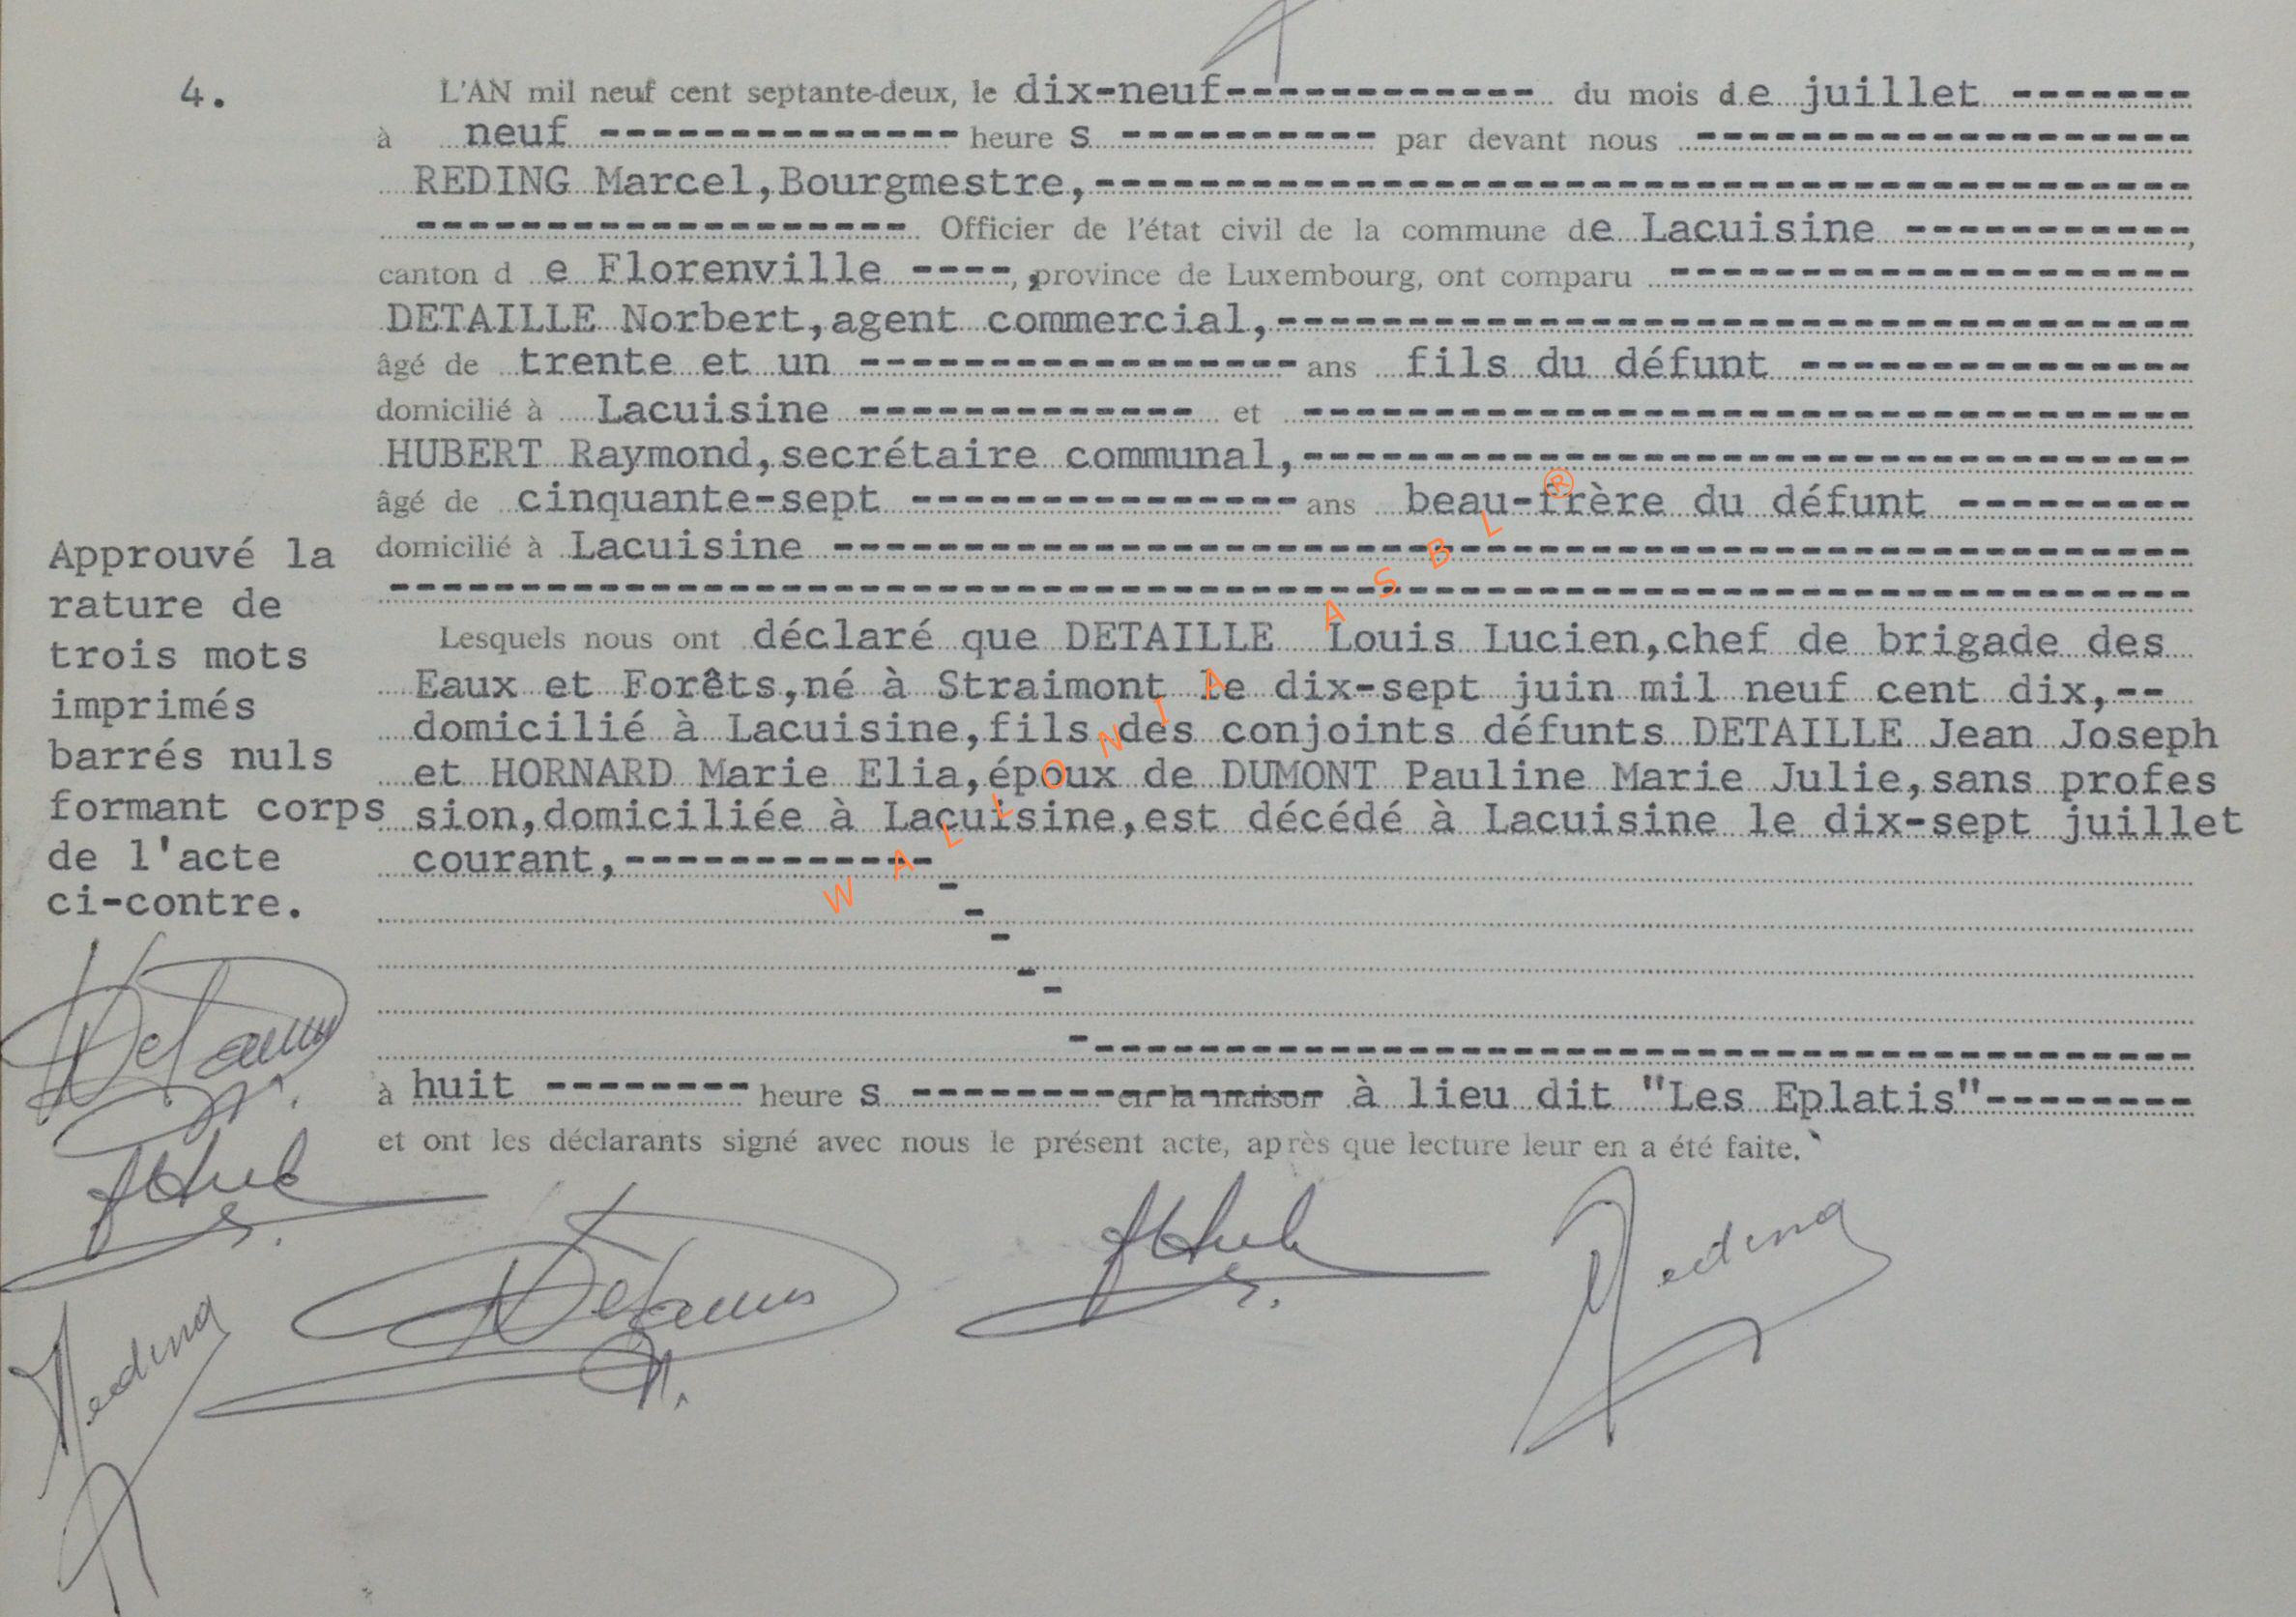 4.
L'AN mil neuf cent septante-deux, le dix-neuf------------ du mois de juillet -------
à neuf -------------- heure s ---------- par devant nous -------------------
REDING Marcel,Bourgmestre,------------------------------------------
------------------- Officier de l'état civil de la commune de Lacuisine -----------,
canton d e Florenville ----, province de Luxembourg, ont comparu --------------------
DETAILLE Norbert,agent commercial,-----------------------------------
âgé de trente et un ----------------- ans fils du défunt ---------------
domicilié à Lacuisine ------------- et ----------------------------------
HUBERT Raymond,secrétaire communal,----------------------------------
âgé de cinquante-sept --------------- ans beau-frère du défunt ---------
domicilié à Lacuisine ----------------------------------------------------
----------------------------------------------------------------------
Lesquels nous ont déclaré que DETAILLE Louis Lucien,chef de brigade des
Eaux et Forêts,né à Straimont le dix-sept juin mil neuf cent dix,--
domicilié à Lacuisine,fils des conjoints défunts DETAILLE Jean Joseph
et HORNARD Marie Elia,époux de DUMONT Pauline Marie Julie,sans profes
sion,domiciliée à Lacuisine,est décédé à Lacuisine le dix-sept juillet
courant,------------
à huit -------- heure s -------- en la maison à lieu dit "Les Eplatis"--------
et ont les déclarants signé avec nous le présent acte, après que lecture leur en a été faite.
Approuvé la
rature de
trois mots
imprimés
barrés nuls
formant corps
de l'acte
ci-contre.
Reding
Reding
WALLONIA ASBL ®